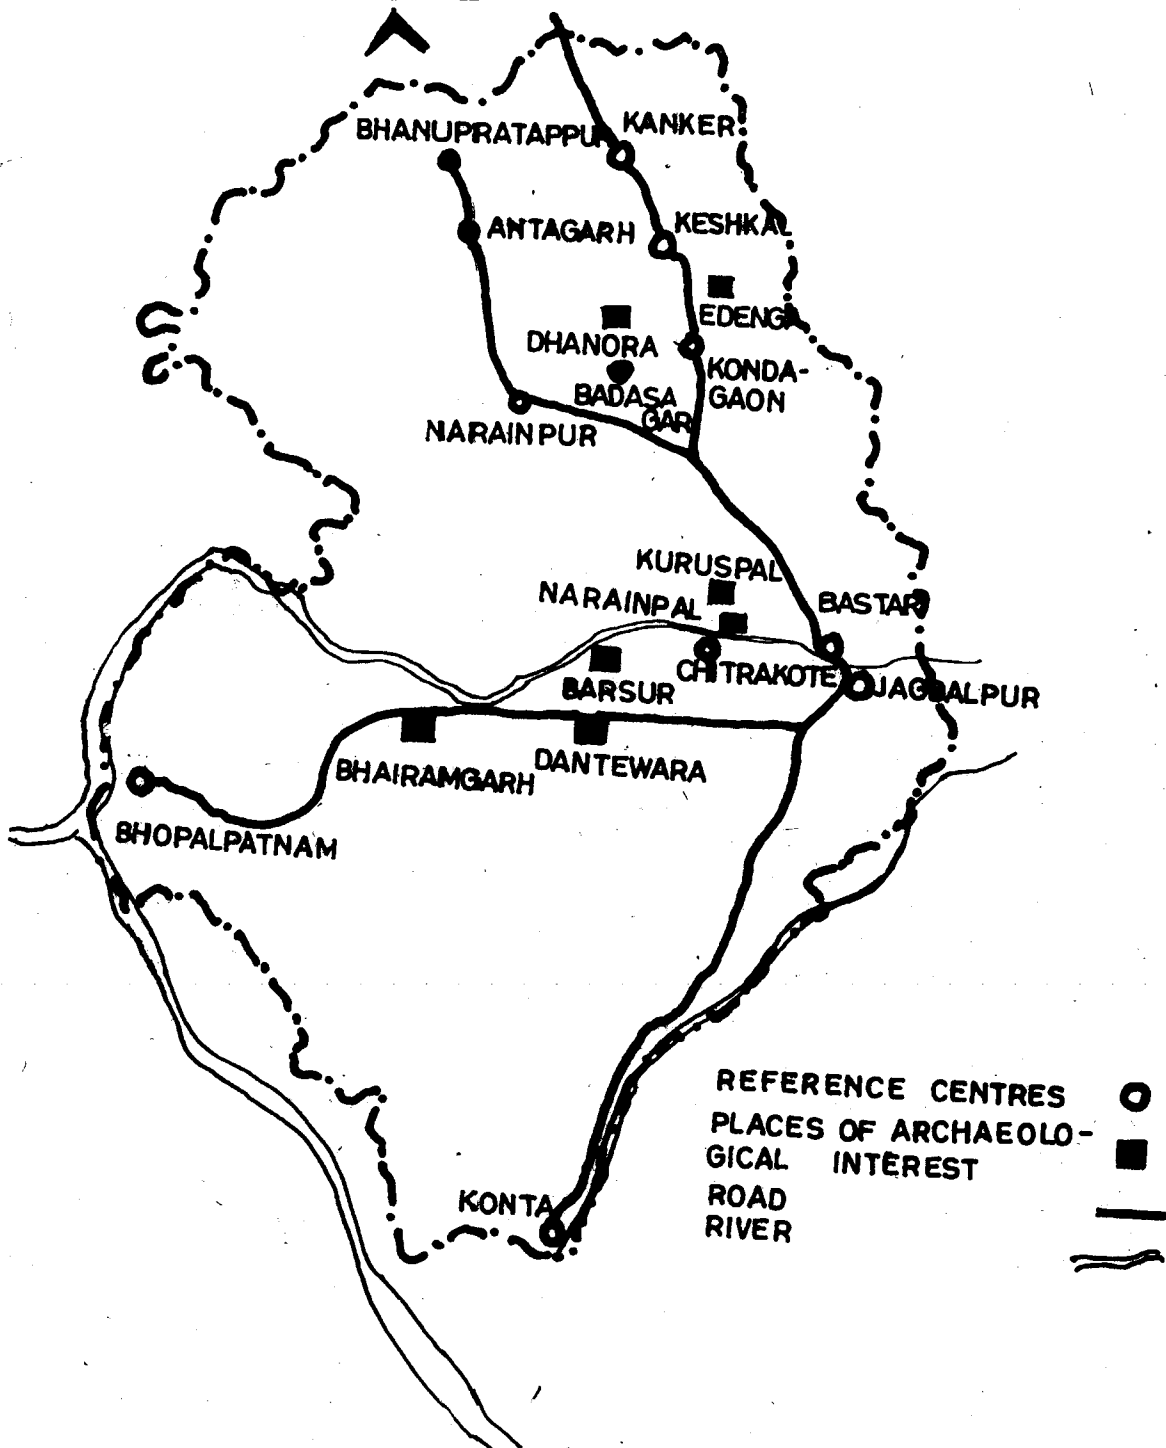 BHANUPRATAPPUR
KANKER
ANTAGARH
KESHKAL
EDENGA
DHANORA
KONDA-
GAON
BADASA
GAR
NARAINPUR
KURUSPAL
NARAINPAL
BASTAR
CHITRAKOTE
JAGDALPUR
BARSUR
DANTEWARA
BHAIRAMGARH
BHOPALPATNAM
KONTA
REFERENCE CENTRES
PLACES OF ARCHAEOLO-
GICAL INTEREST
ROAD
RIVER